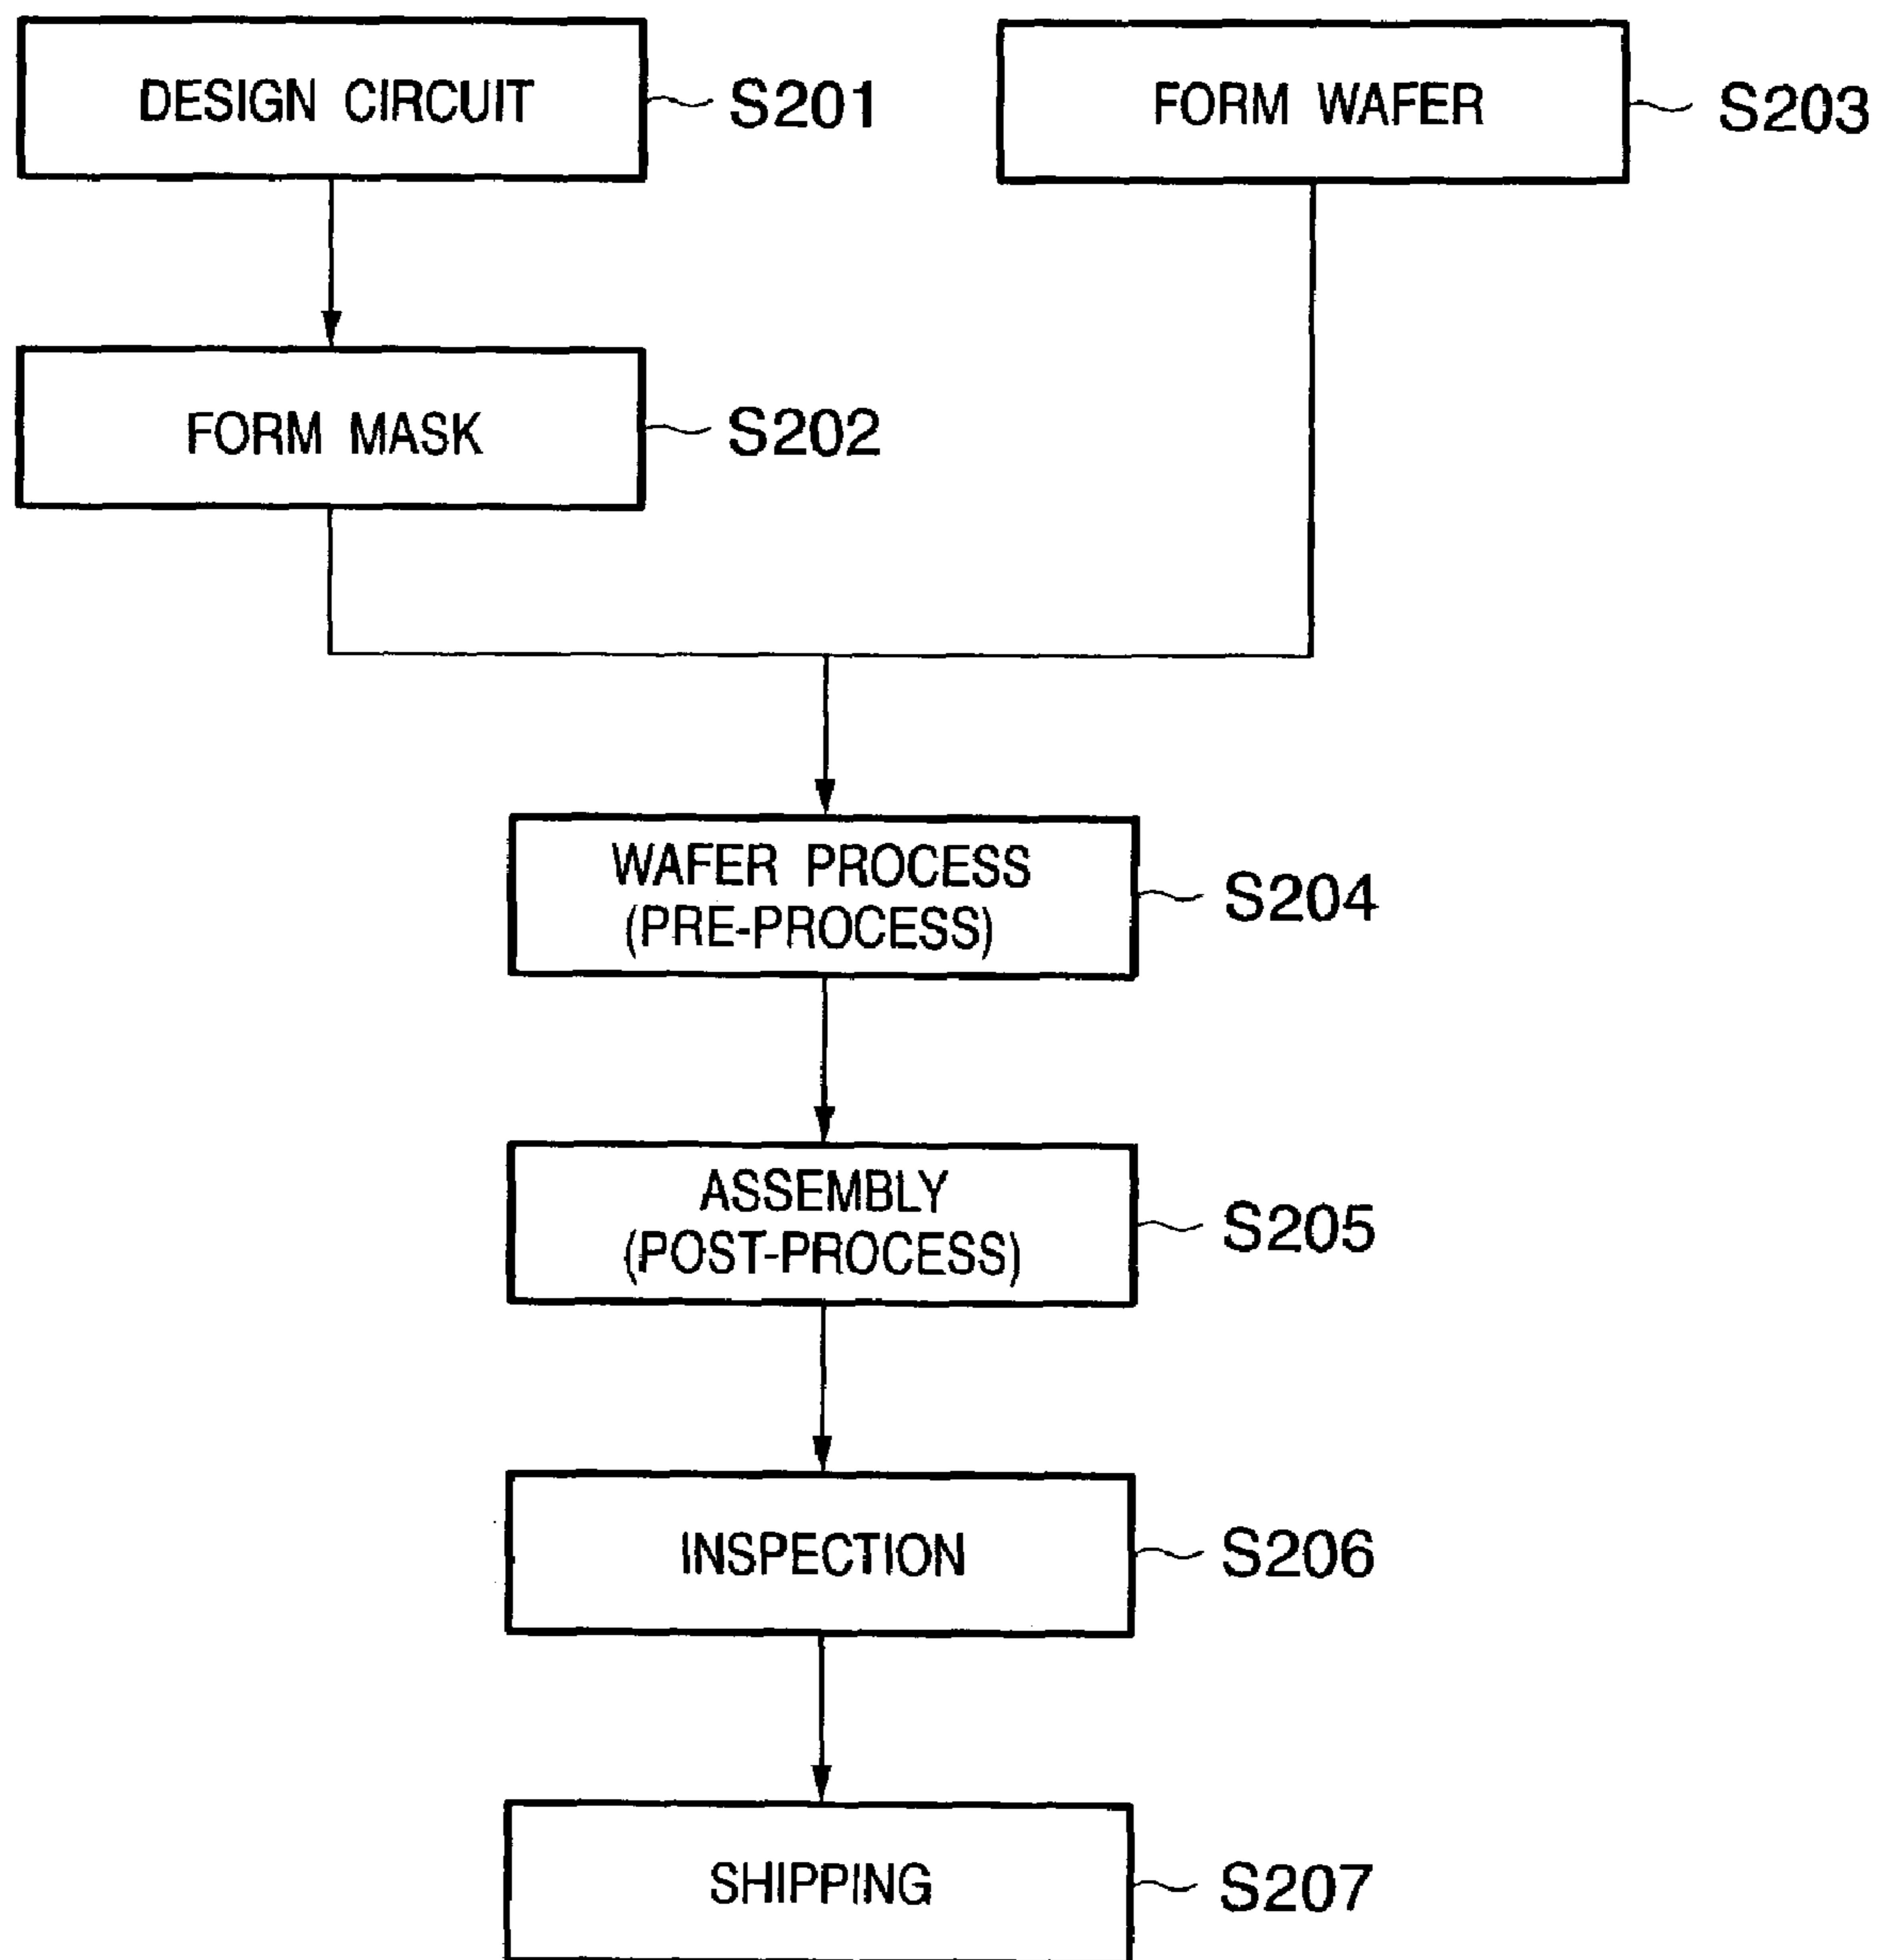 DESIGN CIRCUIT
S201
FORM WAFER
S203
FORM MASK
S202
WAFER PROCESS
(PRE-PROCESS)
S204
ASSEMBLY
(POST-PROCESS)
S205
INSPECTION
S206
SHIPPING
S207